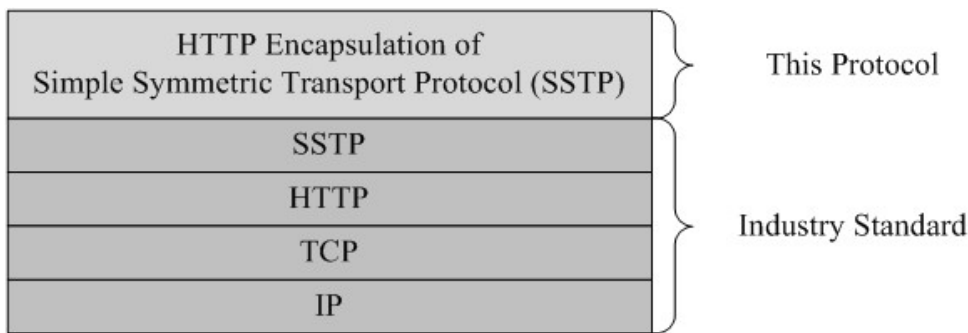 HTTP Encapsulation of
Simple Symmetric Transport Protocol (SSTP)
This Protocol
SSTP
HTTP
TCP
IP
Industry Standard